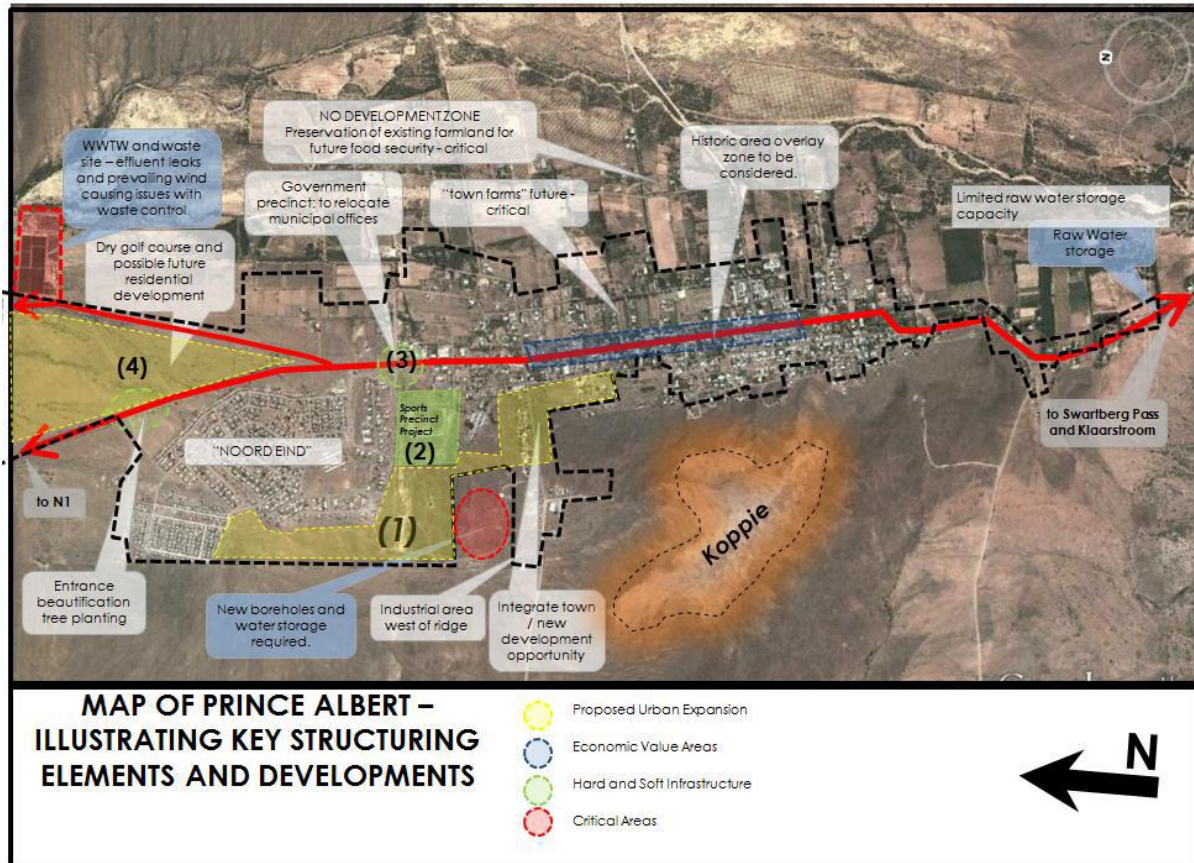 NO DEVELOPMENT ZONE
Preservation of existing farmland for
future food security - critical
WWTW and waste
site – effluent leaks
and prevailing wind
causing issues with
waste control
Government
precinct: to relocate
municipal offices
"town farms" future -
critical
Historic area overlay
zone to be
considered.
Limited raw water storage
capacity
Raw Water
storage
Dry golf course and
possible future
residential
development
(4)
(3)
Sports
Precinct
Project
(2)
"NOORD EIND"
to N1
(1)
Koppie
to Swartberg Pass
and Klaarstroom
Entrance
beautification
tree planting
New boreholes and
water storage
required.
Industrial area
west of ridge
Integrate town
/ new
development
opportunity
MAP OF PRINCE ALBERT –
ILLUSTRATING KEY STRUCTURING
ELEMENTS AND DEVELOPMENTS
Proposed Urban Expansion
Economic Value Areas
Hard and Soft Infrastructure
Critical Areas
N
N